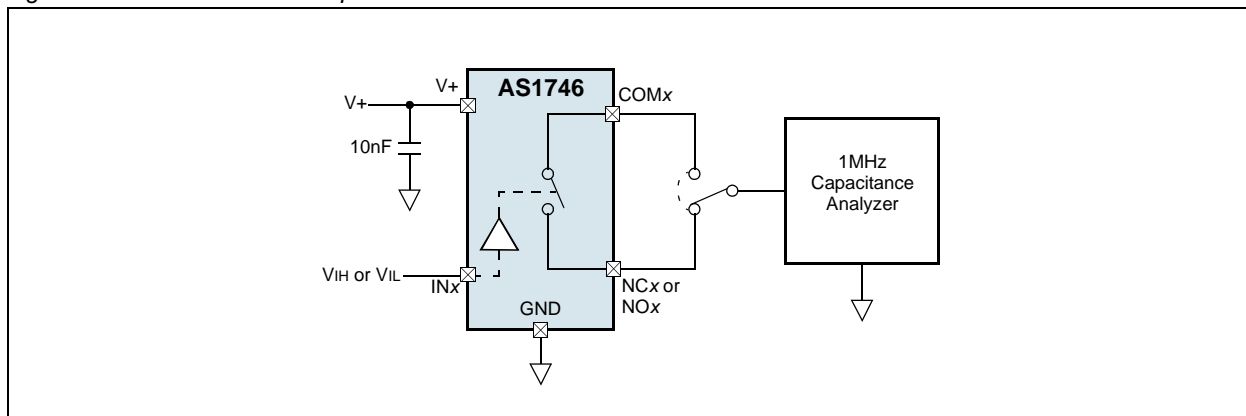 V+
AS1746
COMx
V+
10nF
1MHz
Capacitance
Analyzer
VIH or VIL
INx
NCx or
NOx
GND